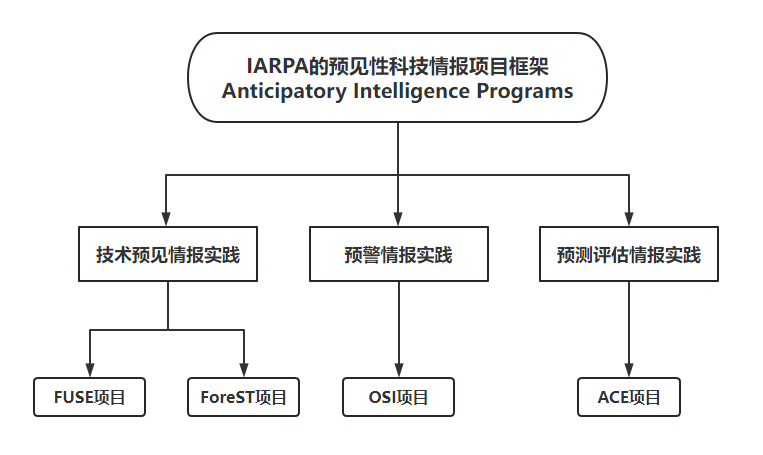 IARPA的预见性科技情报项目框架
Anticipatory Intelligence Programs
技术预见情报实践
预警情报实践
预测评估情报实践
FUSE项目
ForeST项目
OSI项目
ACE项目